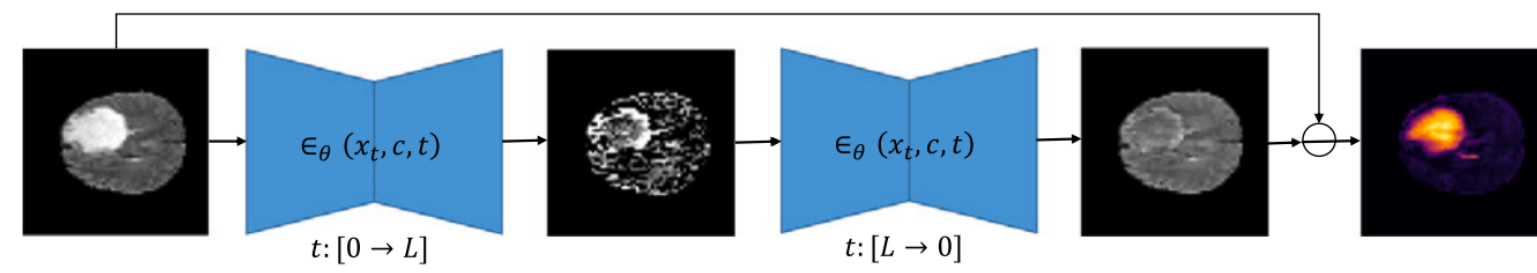 ∈θ (xt, c, t)
∈θ (xt, c, t)
t: [0 → L]
t: [L → 0]